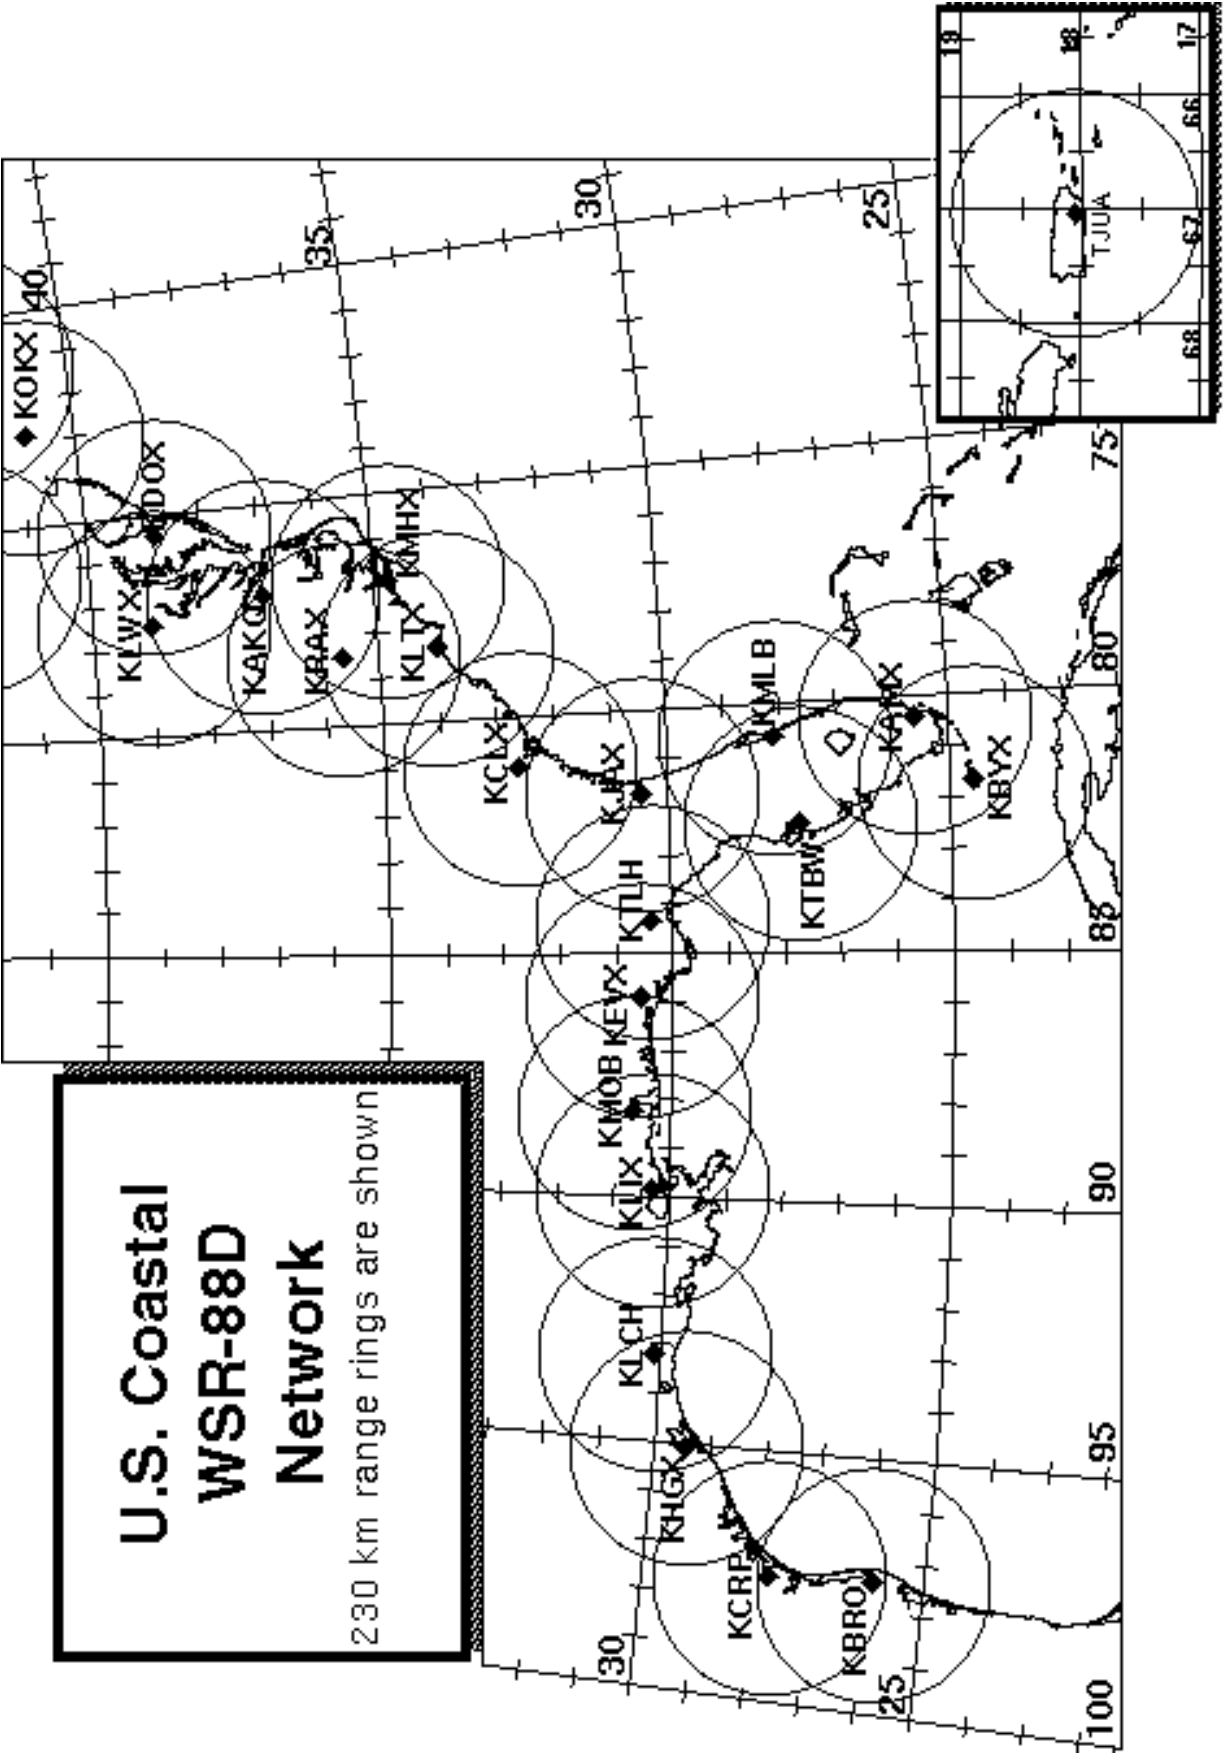 U.S. Coastal
WSR-88D
Network
230 km range rings are shown
KOKX
40
KLWX
KDOX
KAKQ
35
KRAX
KMHX
KLTX
KCLX
30
KJAX
KTLH
KEVX
KMOB
KLIX
KLCH
KHGX
30
KCRP
KBRO
25
KMLB
KTBW
KAMX
KBYX
25
100
95
90
85
80
75
19
18
TJUA
17
68
67
66